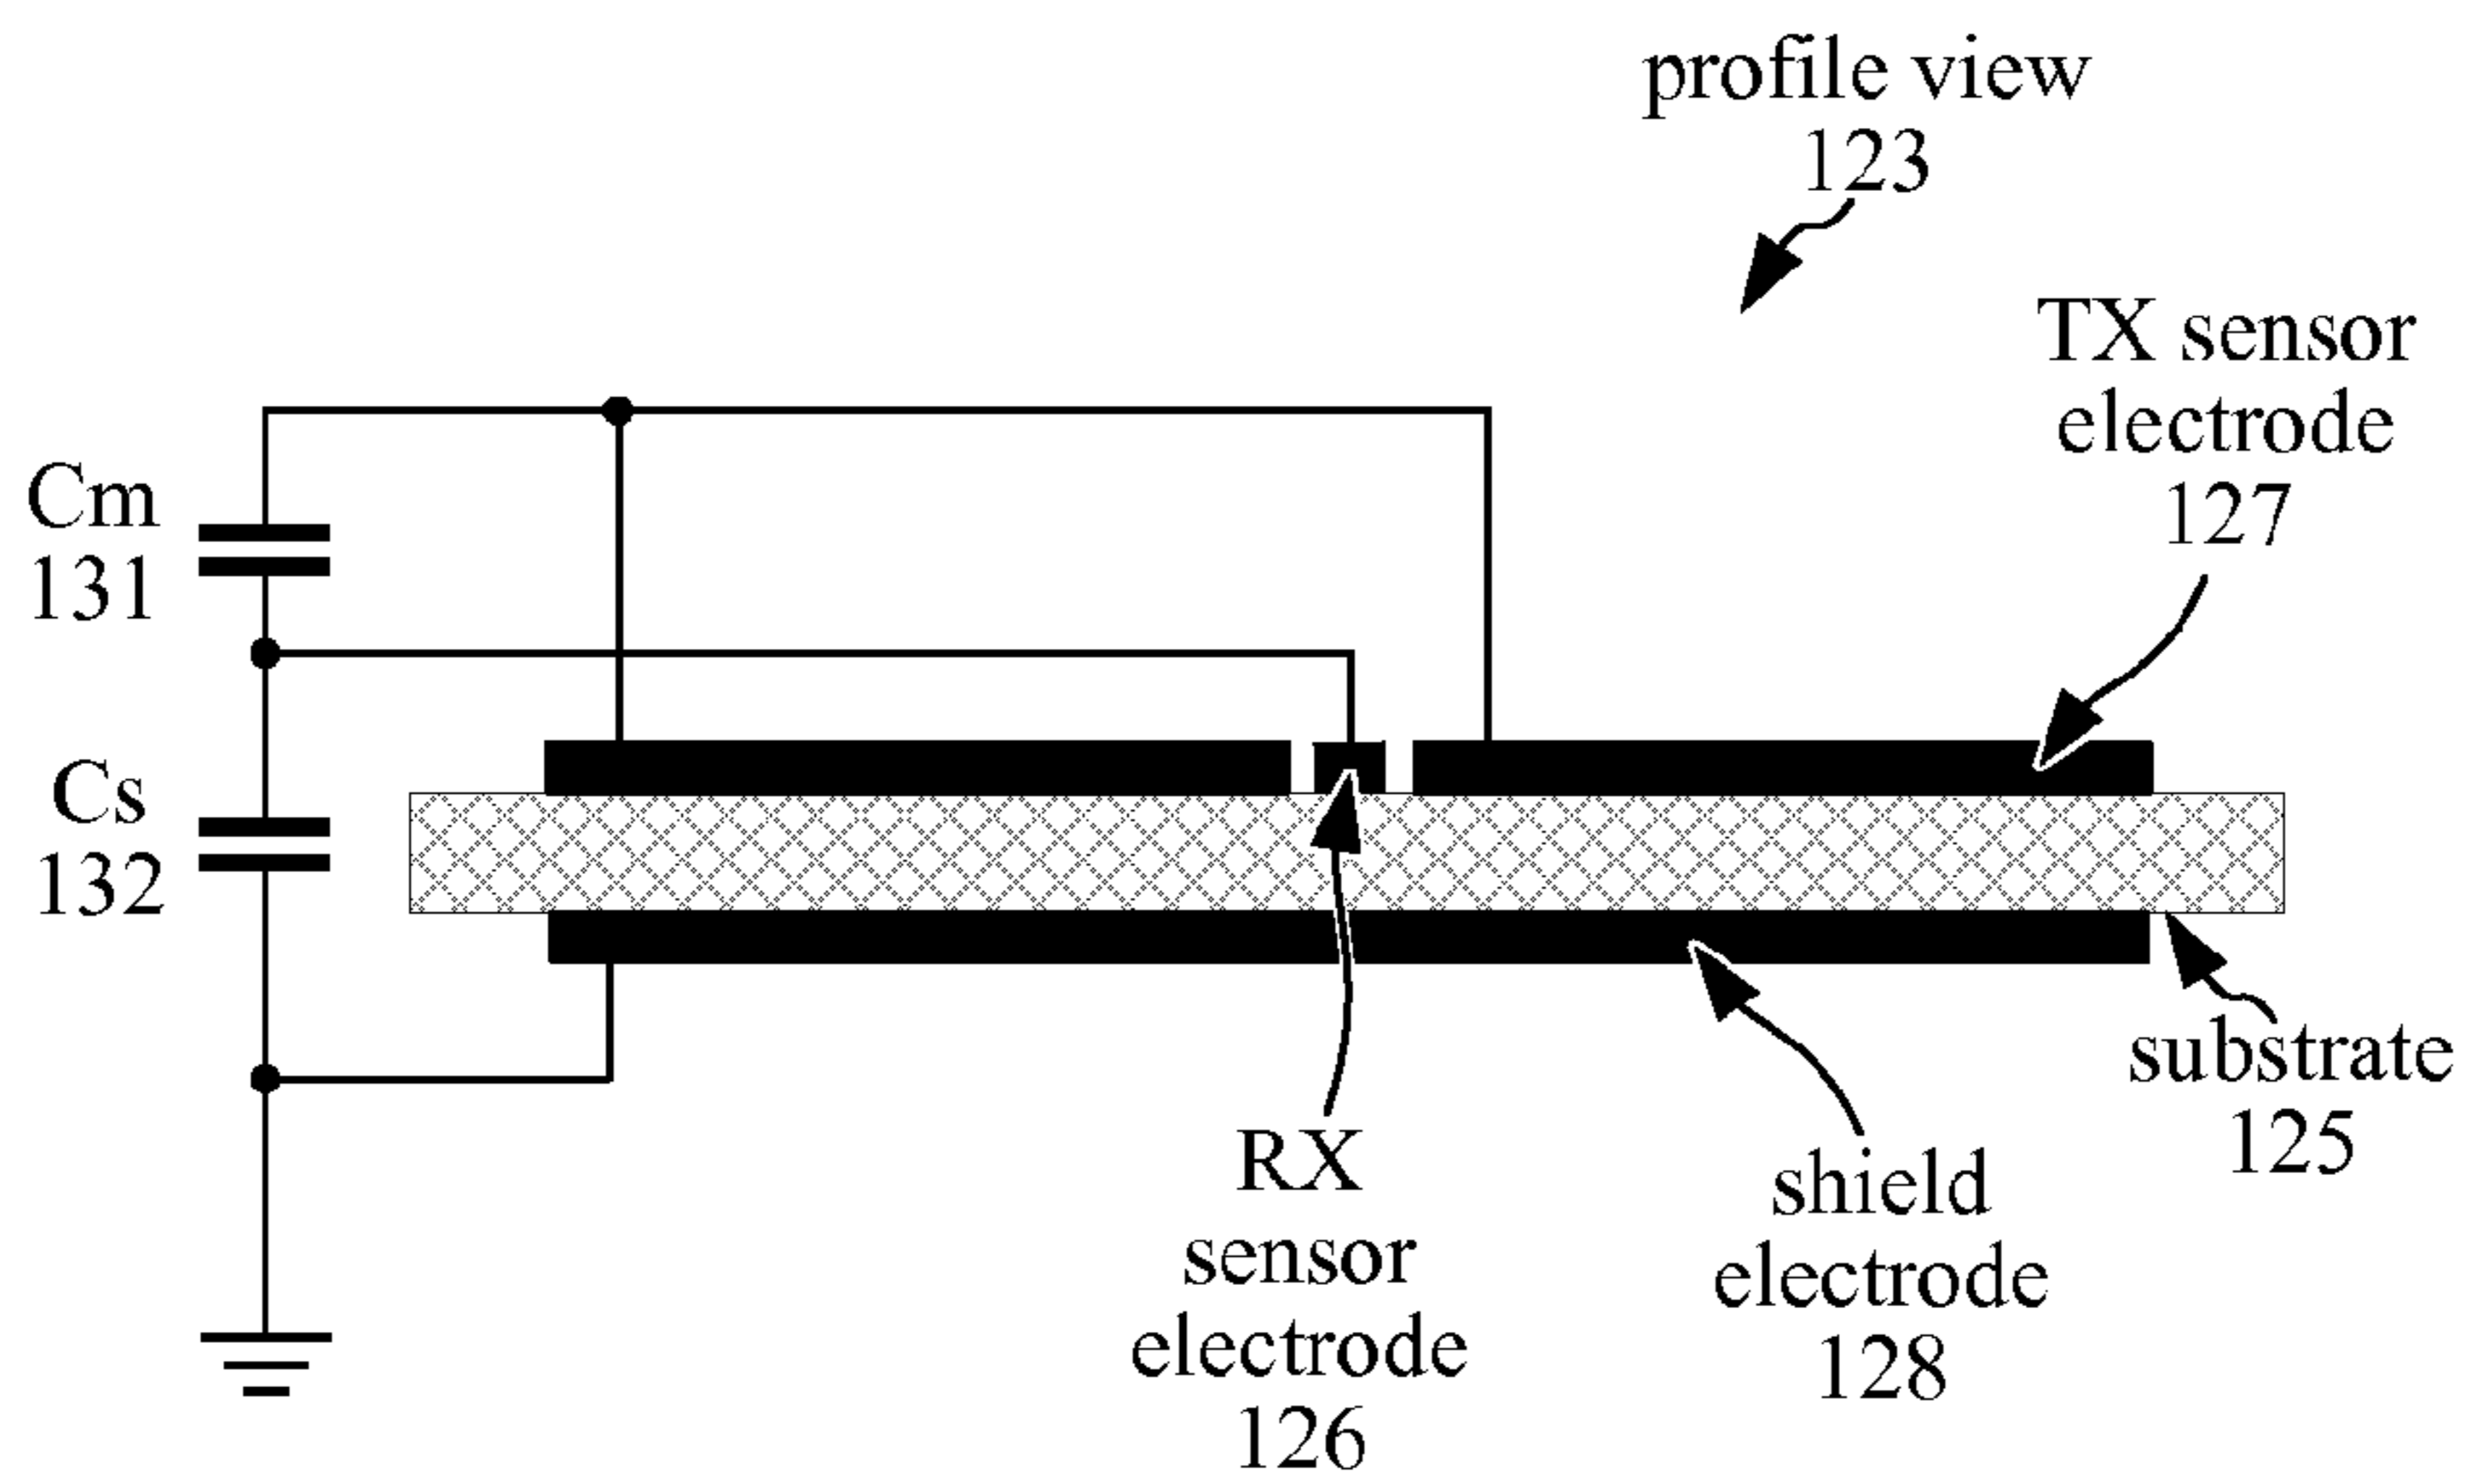 profile view
123
TX sensor
electrode
127
Cm
131
Cs
132
substrate
125
RX
sensor
electrode
126
shield
electrode
128